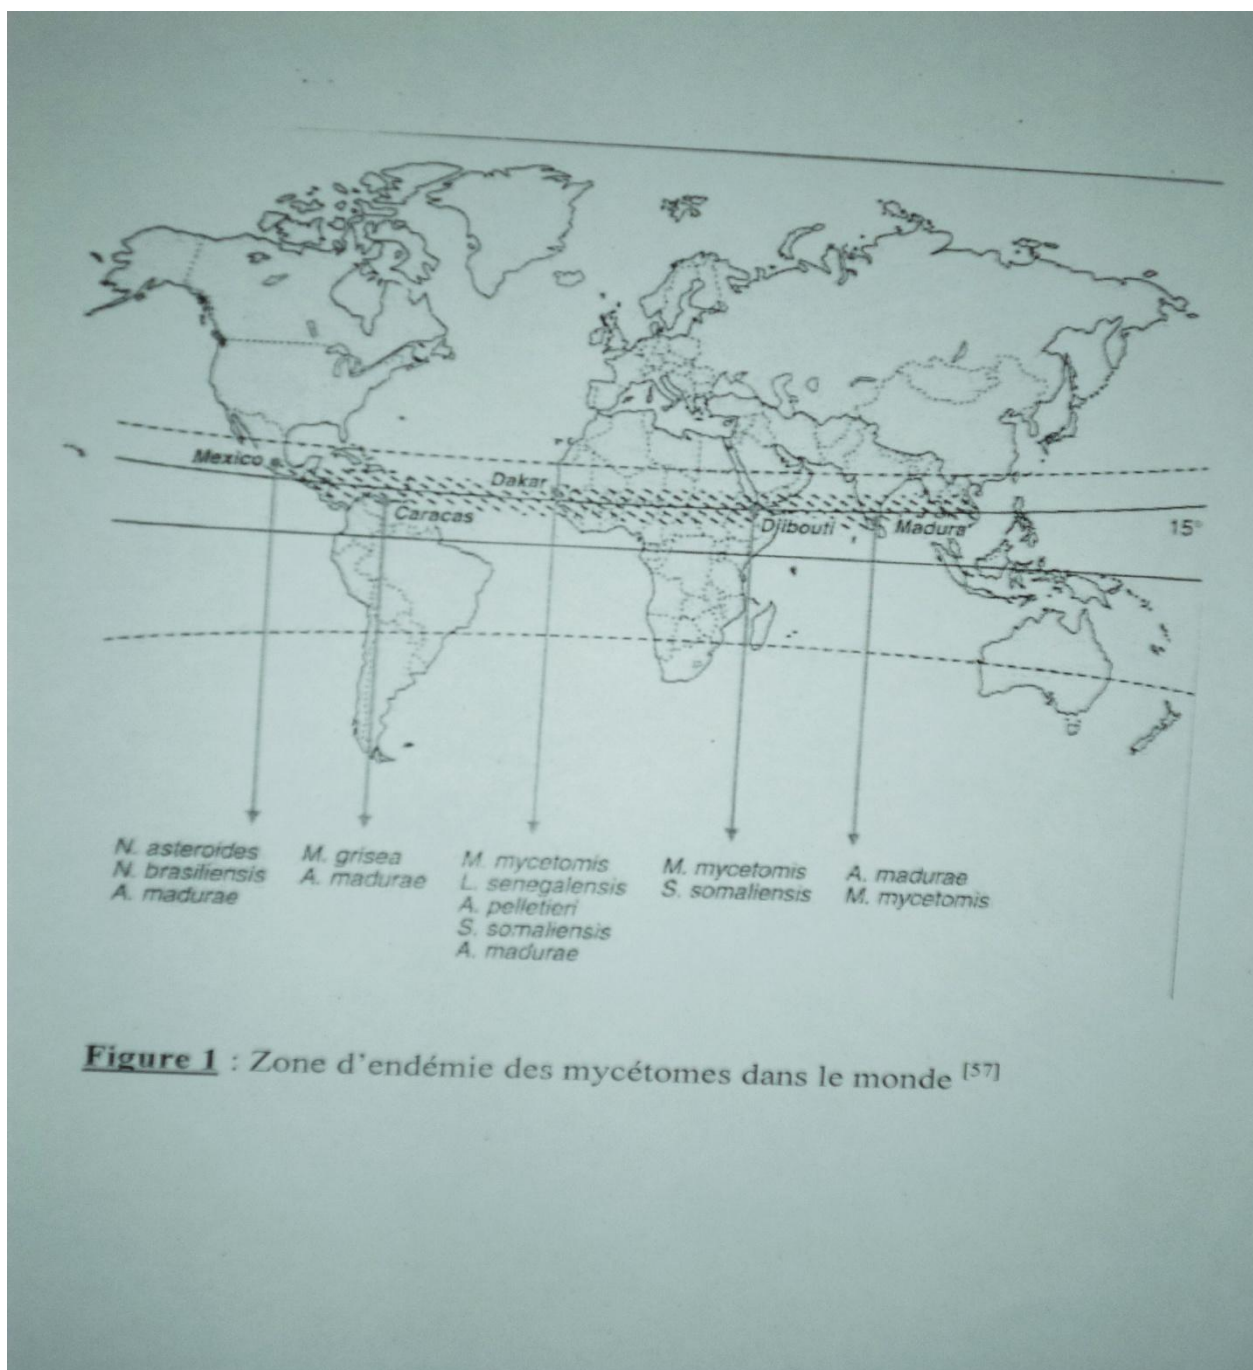 Mexico
Dakar
Caracas
Djibouti
Madura
15°
N. asteroides
N. brasiliensis
A. madurae
M. grisea
A. madurae
M. mycetomis
L. senegalensis
A. pelletieri
S. somaliensis
A. madurae
M. mycetomis
S. somaliensis
A. madurae
M. mycetomis
Figure 1 : Zone d'endémie des mycétomes dans le monde [57]